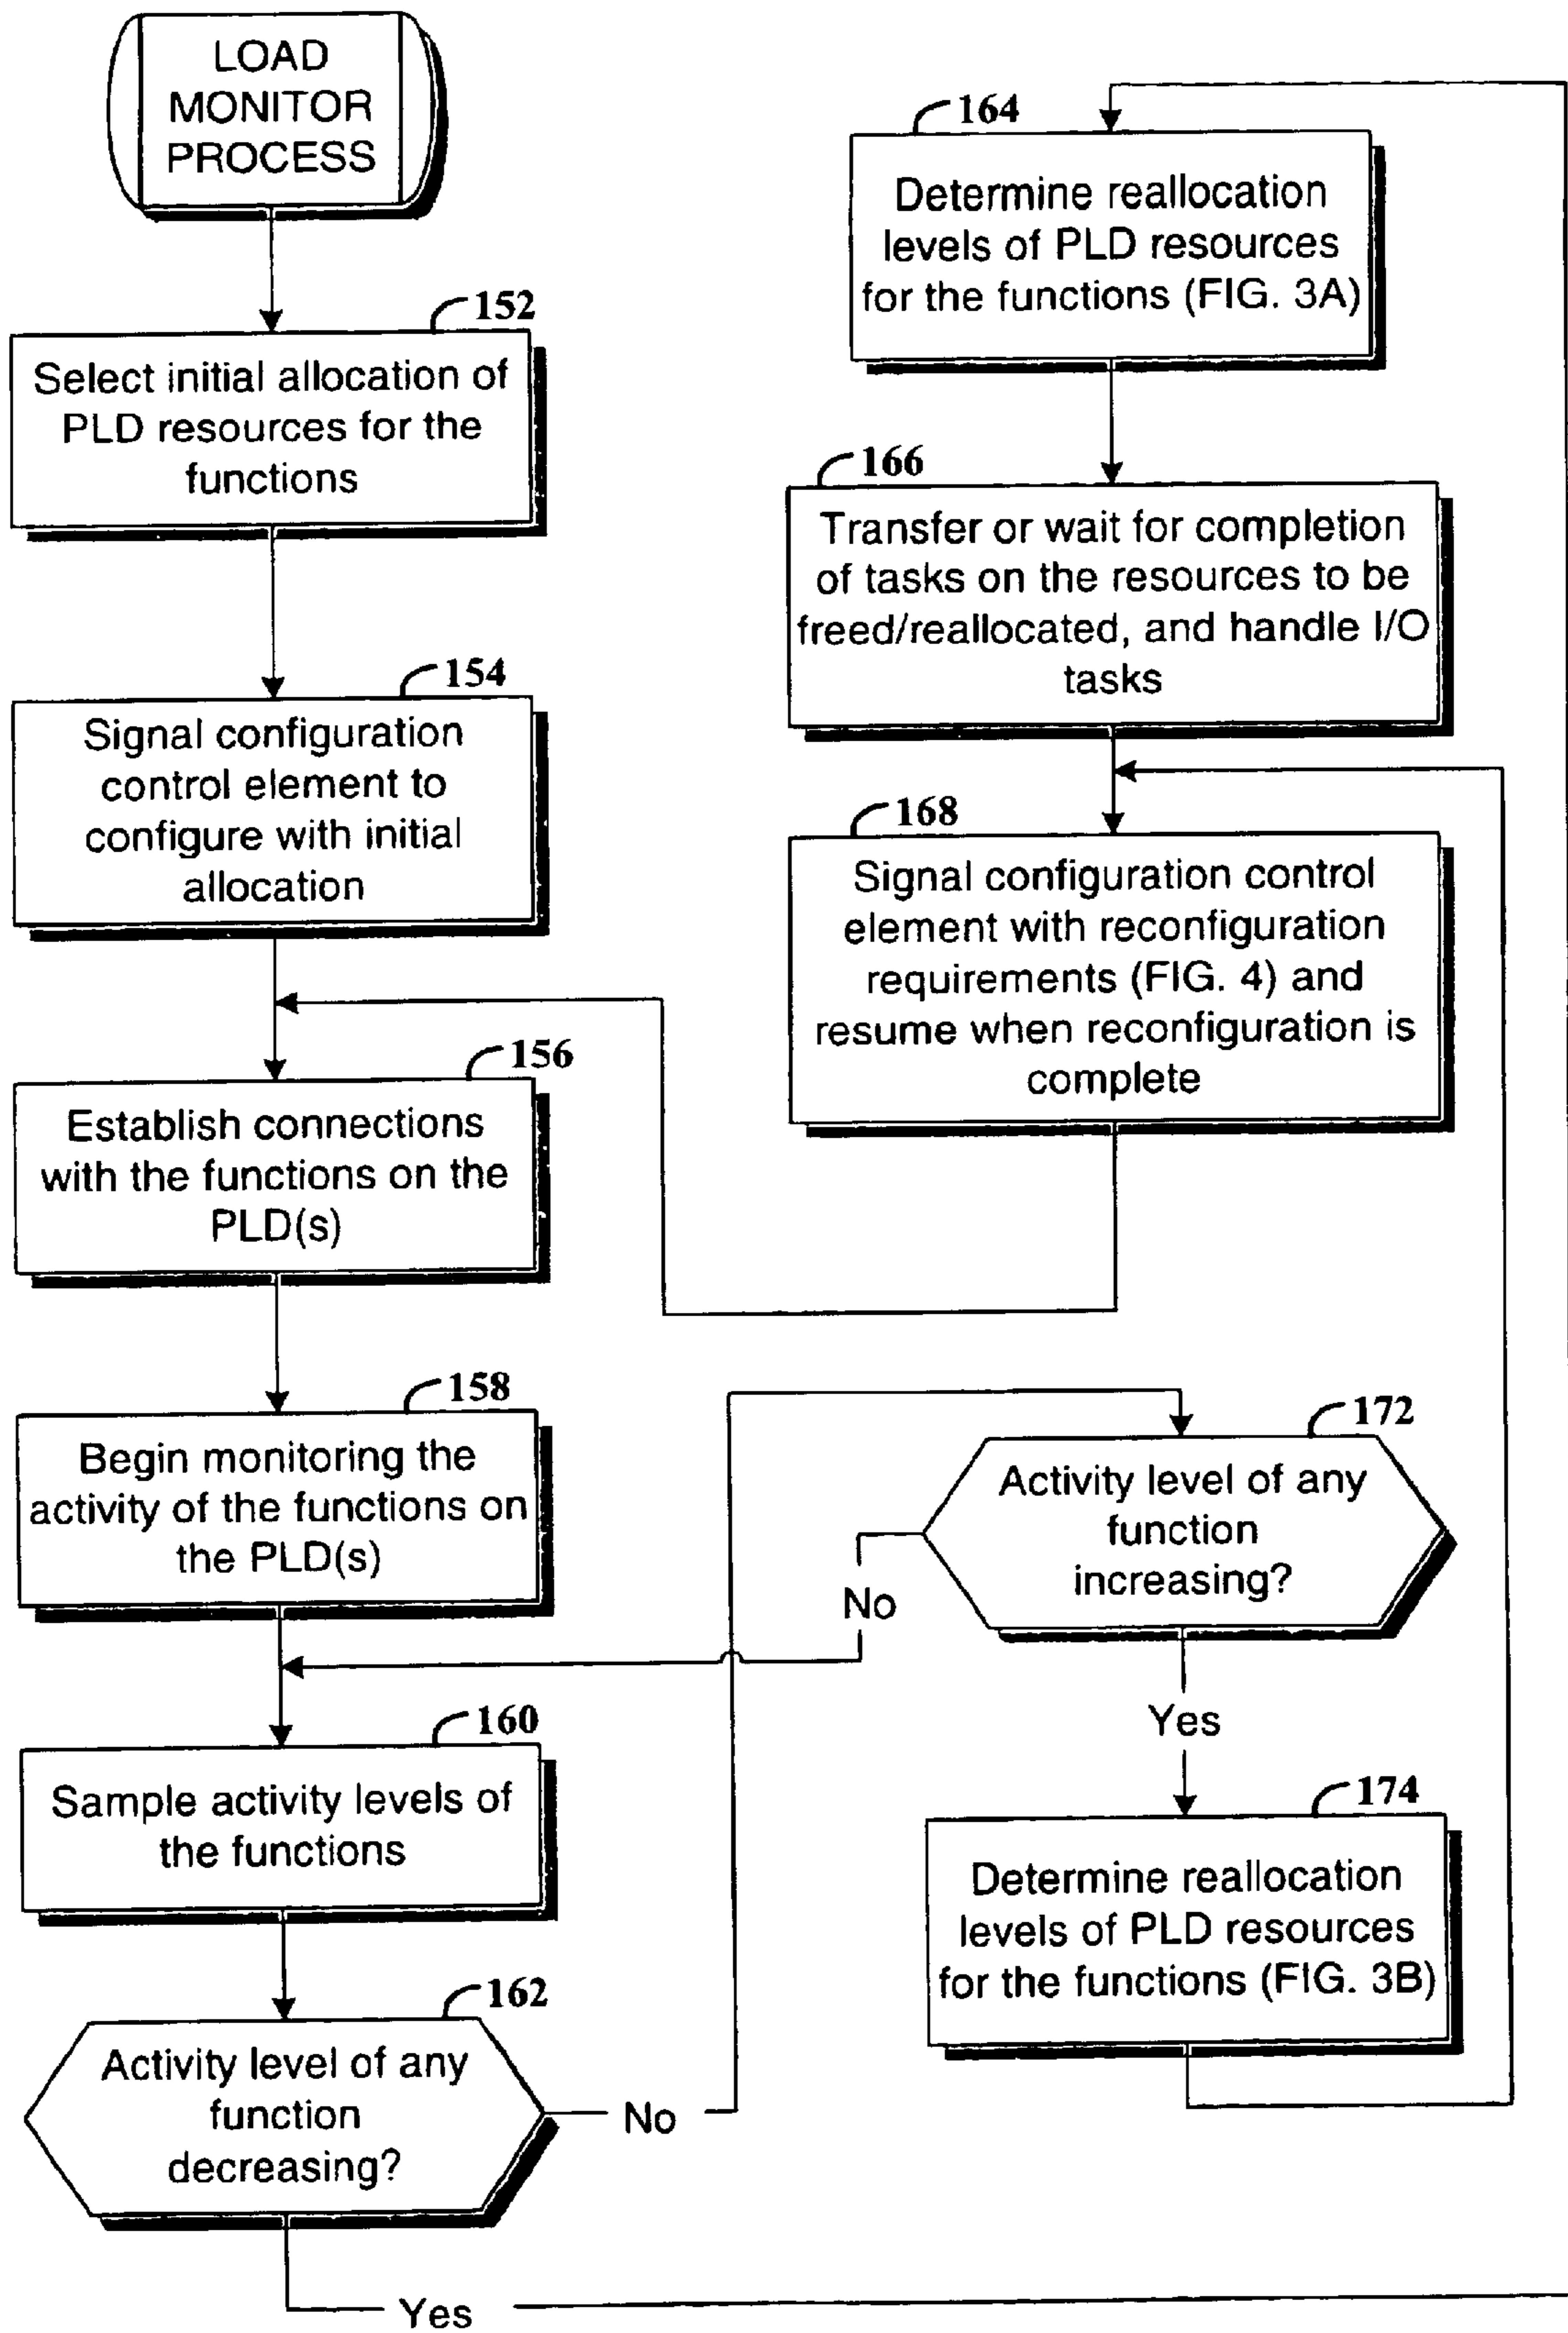 LOAD
MONITOR
PROCESS
152
Select initial allocation of
PLD resources for the
functions
154
Signal configuration
control element to
configure with initial
allocation
156
Establish connections
with the functions on the
PLD(s)
158
Begin monitoring the
activity of the functions on
the PLD(s)
160
Sample activity levels of
the functions
162
Activity level of any
function
decreasing?
No
Yes
164
Determine reallocation
levels of PLD resources
for the functions (FIG. 3A)
166
Transfer or wait for completion
of tasks on the resources to be
freed/reallocated, and handle I/O
tasks
168
Signal configuration control
element with reconfiguration
requirements (FIG. 4) and
resume when reconfiguration is
complete
172
Activity level of any
function
increasing?
No
Yes
174
Determine reallocation
levels of PLD resources
for the functions (FIG. 3B)